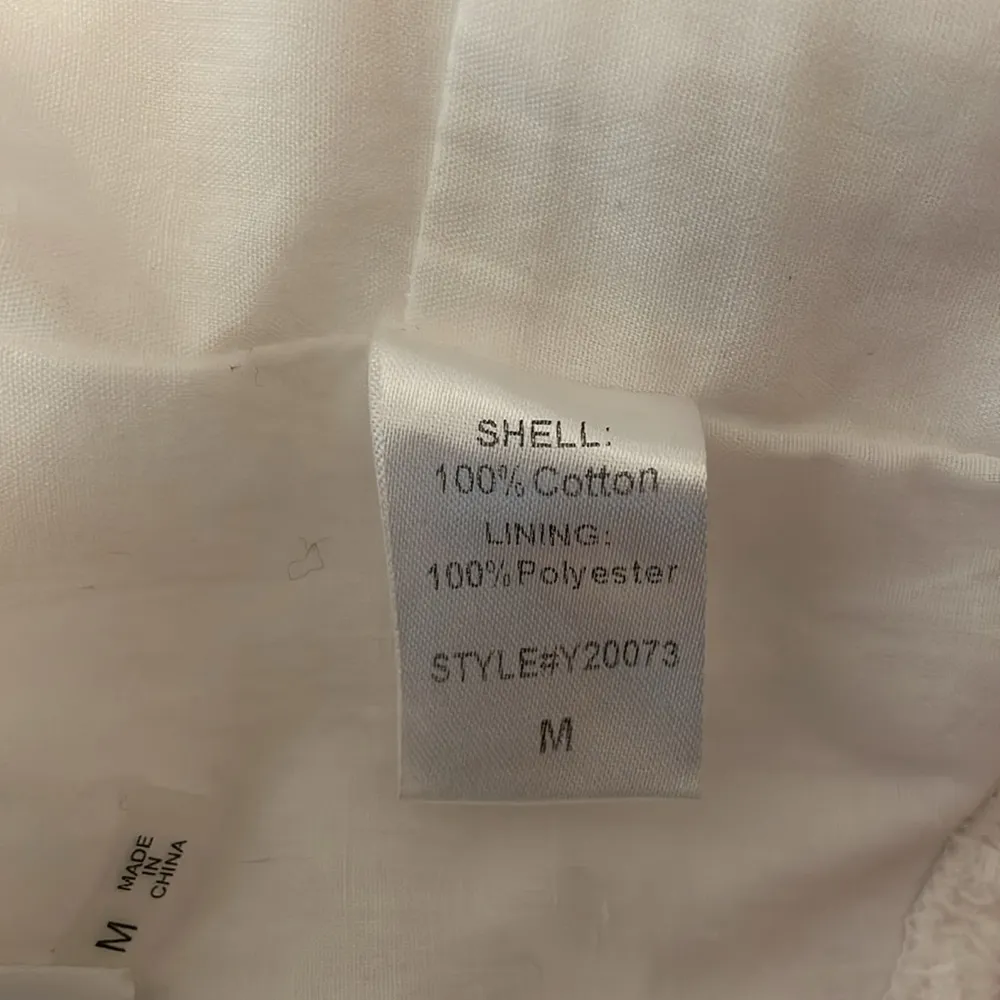 SHELL:
100% Cotton
LINING:
100% Polyester
STYLE#Y20073
M
MADE
IN
CHINA
M